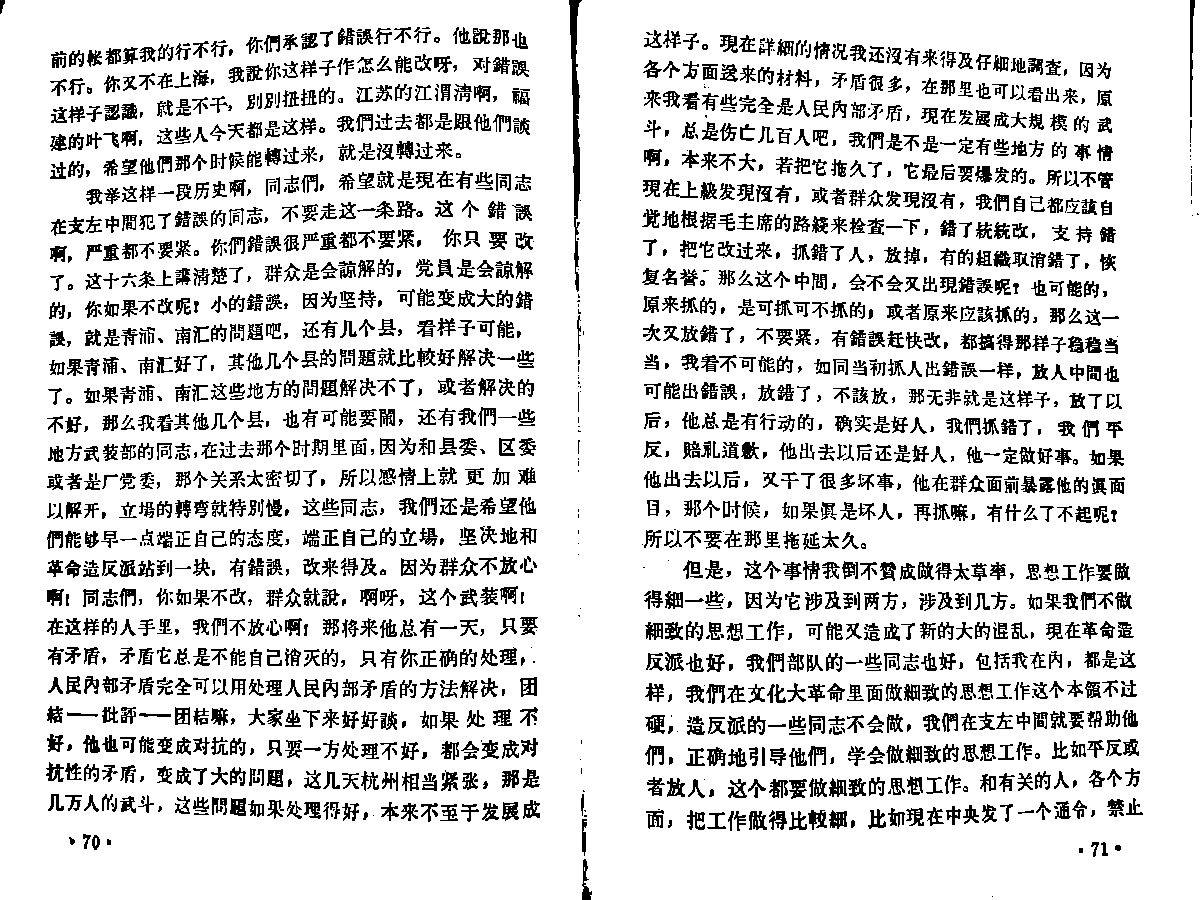 前的帐都算我的行不行，你們承認了錯誤行不行。他説那也
不行。你又不在上海，我説你这样子作怎么能改呀，对錯誤
这样子認識，就是不干，别别扭扭的。江苏的江渭清啊，福
建的叶飞啊，这些人今天都是这样。我們过去都是跟他們談
过的，希望他們那个时候能轉过来，就是沒轉过来。
我举这样一段历史啊，同志們，希望就是現在有些同志
在支左中間犯了錯誤的同志，不要走这一条路。这个錯誤
啊，严重都不要紧。你們錯誤很严重都不要紧，你只要改
了。这十六条上講清楚了，群众是会諒解的，党員是会諒解
的，你如果不改呢？小的錯誤，因为坚持，可能变成大的錯
誤，就是青浦、南汇的問題吧，还有几个县，看样子可能，
如果青浦、南汇好了，其他几个县的問題就比較好解决一些
了。如果青浦、南汇这些地方的問題解决不了，或者解决的
不好，那么我看其他几个县，也有可能要闹，还有我們一些
地方武装部的同志，在过去那个时期里面，因为和县委、区委
或者是厂党委，那个关系太密切了，所以感情上就更加难
以解开，立場的轉弯就特別慢，这些同志，我們还是希望他
們能够早一点端正自己的态度，端正自己的立場，坚决地和
革命造反派站到一块，有錯誤，改来得及。因为群众不放心
啊！同志們，你如果不改，群众就説，啊呀，这个武装啊！
在这样的人手里，我們不放心啊！那将来他总有一天，只要
有矛盾，矛盾它总是不能自己消灭的，只有你正确的处理，
人民內部矛盾完全可以用处理人民內部矛盾的方法解决，团
結——批評——团結嘛，大家坐下来好好談，如果处理不
好，他也可能变成对抗的，只要一方处理不好，都会变成对
抗性的矛盾，变成了大的問題，这几天杭州相当紧张，那是
几万人的武斗，这些問題如果处理得好，本来不至于发展成
·70·
这样子。現在詳細的情况我还沒有来得及仔細地調査，因为
各个方面送来的材料，矛盾很多，在那里也可以看出来，原
来我看有些完全是人民內部矛盾，現在发展成大規模的武
斗，总是伤亡几百人吧，我們是不是一定有些地方的事情
啊，本来不大，若把它拖久了，它最后要爆发的。所以不管
現在上級发現沒有，或者群众发現沒有，我們自己都应該自
觉地根据毛主席的路綫来检查一下，錯了統統改，支持錯
了，把它改过来，抓錯了人，放掉，有的組織取消錯了，恢
复名誉。那么这个中間，会不会又出現錯誤呢？也可能的，
原来抓的，是可抓可不抓的，或者原来应該抓的，那么这一
次又放錯了，不要紧，有錯誤赶快改，都搞得那样子稳稳当
当，我看不可能的，如同当初抓人出錯誤一样，放人中間也
可能出錯誤，放錯了，不該放，那无非就是这样子，放了以
后，他总是有行动的，确实是好人，我們抓錯了，我們平
反，賠礼道歉，他出去以后还是好人，他一定做好事。如果
他出去以后，又干了很多坏事，他在群众面前暴露他的眞面
目，那个时候，如果眞是坏人，再抓嘛，有什么了不起呢？
所以不要在那里拖延太久。
但是，这个事情我倒不贊成做得太草率，思想工作要做
得細一些，因为它涉及到两方，涉及到几方。如果我們不做
細致的思想工作，可能又造成了新的大的混乱，現在革命造
反派也好，我們部队的一些同志也好，包括我在內，都是这
样，我們在文化大革命里面做細致的思想工作这个本領不过
硬，造反派的一些同志不会做，我們在支左中間就要帮助他
們，正确地引导他們，学会做細致的思想工作。比如平反或
者放人，这个都要做細致的思想工作。和有关的人，各个方
面，把工作做得比較細，比如現在中央发了一个通令，禁止
·71·